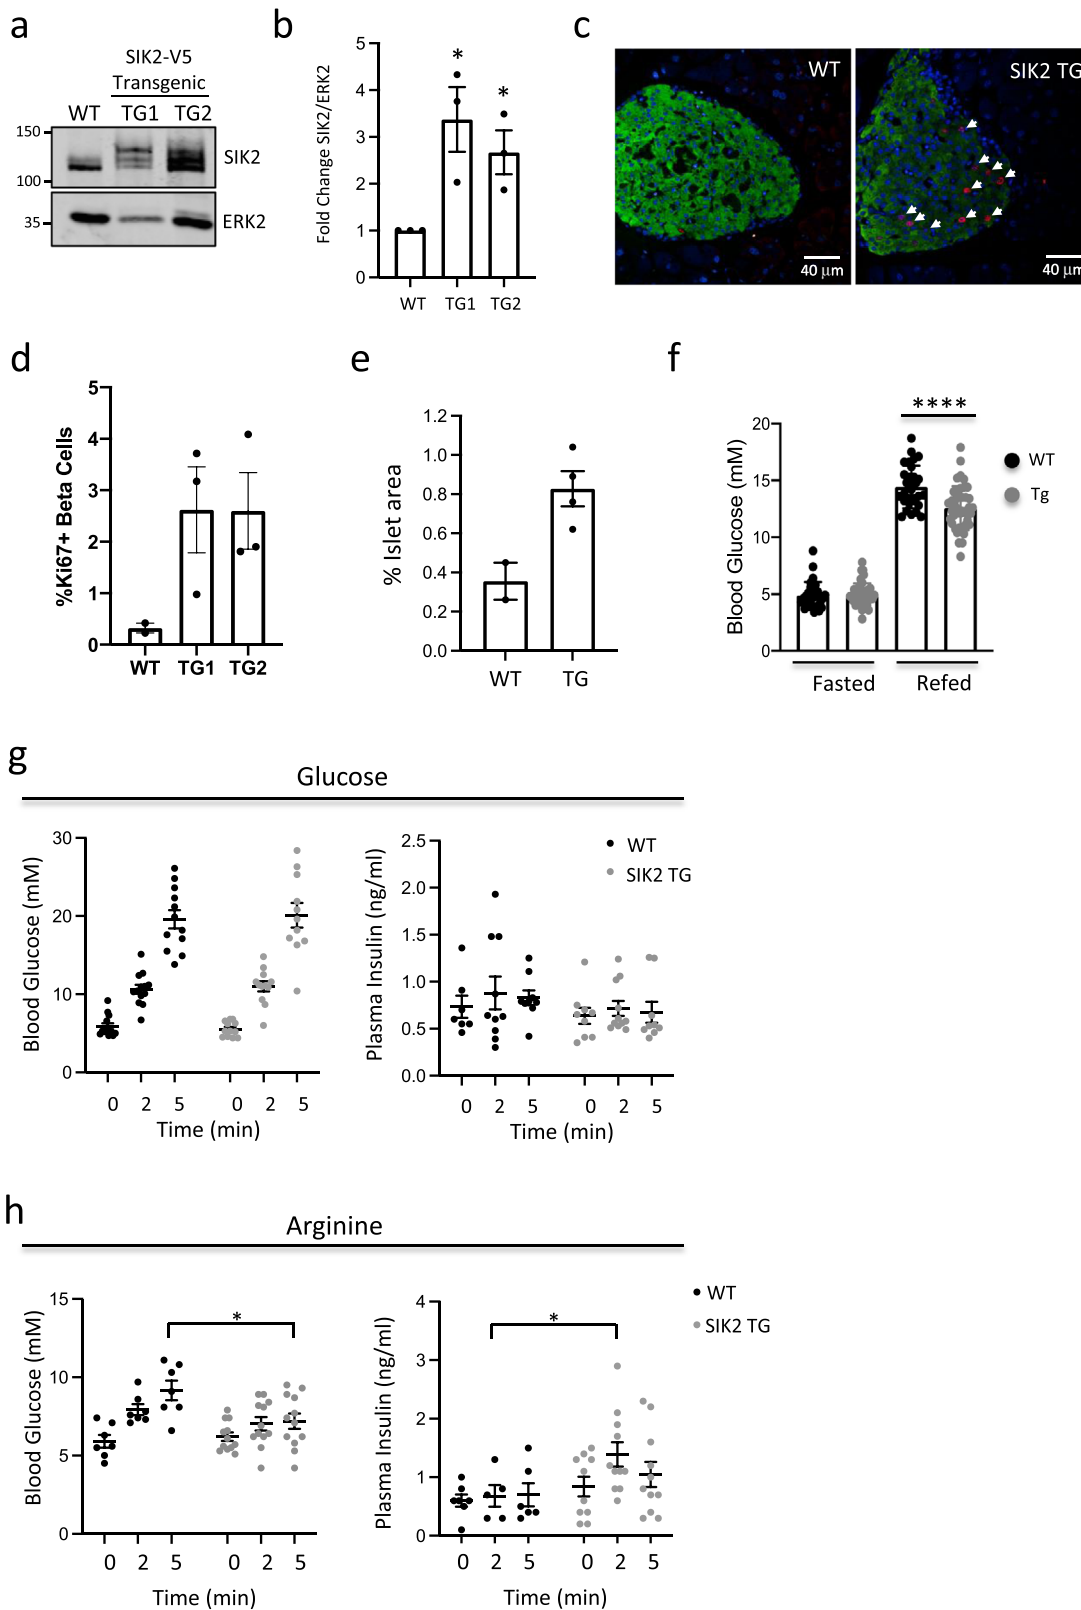 a
SIK2-V5
Transgenic
WT TG1 TG2
150
100
SIK2
35
ERK2
b
Fold Change SIK2/ERK2
5
4
3
2
1
0
* *
WT TG1 TG2
c
WT
40 µm
SIK2 TG
40 µm
d
%Ki67+ Beta Cells
5
4
3
2
1
0
WT TG1 TG2
e
% Islet area
1.2
1.0
0.8
0.6
0.4
0.2
0.0
WT TG
f
Blood Glucose (mM)
20
15
10
5
0
****
WT
Tg
Fasted Refed
g
Glucose
Blood Glucose (mM)
30
20
10
0
0 2 5 0 2 5
Time (min)
Plasma Insulin (ng/ml)
2.5
2.0
1.5
1.0
0.5
0.0
WT
SIK2 TG
0 2 5 0 2 5
Time (min)
h
Arginine
Blood Glucose (mM)
15
10
5
0
*
0 2 5 0 2 5
Time (min)
Plasma Insulin (ng/ml)
4
3
2
1
0
*
WT
SIK2 TG
0 2 5 0 2 5
Time (min)